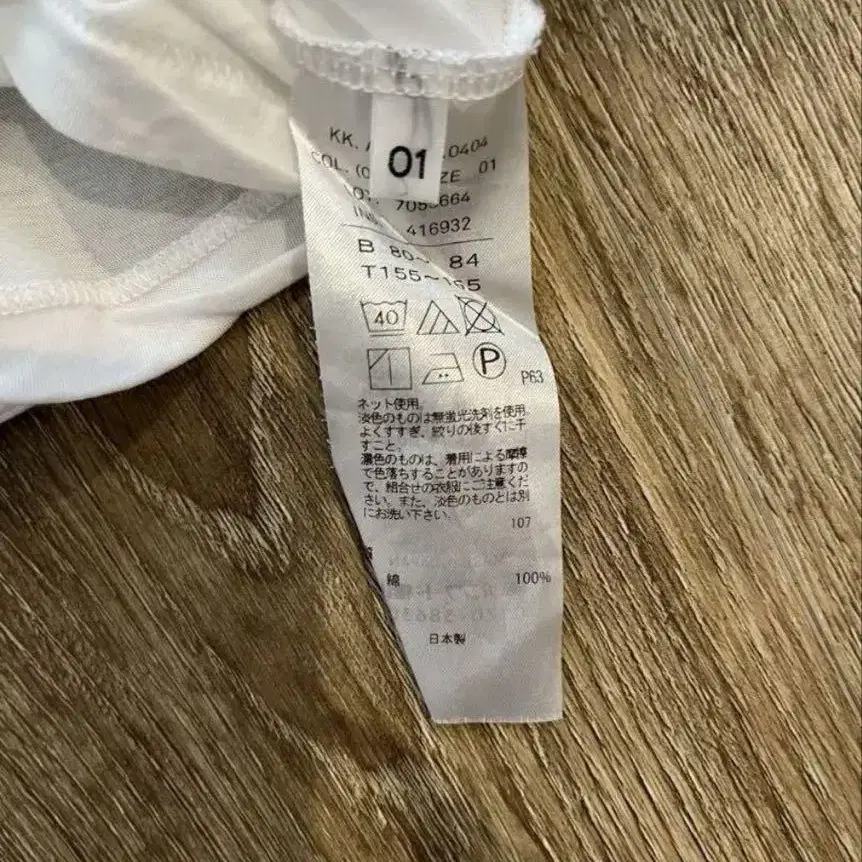 KK. .0404
01
COL. ZE 01
7055664
416932
B 80~ 84
T155~ 165
40
P
P63
ネット使用
淡色のものは無蛍光洗剤を使用
よくすすぎ、絞りの後すぐに干
すこと。
濃色のものは、着用による摩擦
で色落ちすることがありますの
で、組合せの衣服にご注意くだ
さい。また、淡色のものとは別
にお洗い下さい。
107
綿 100%
日本製